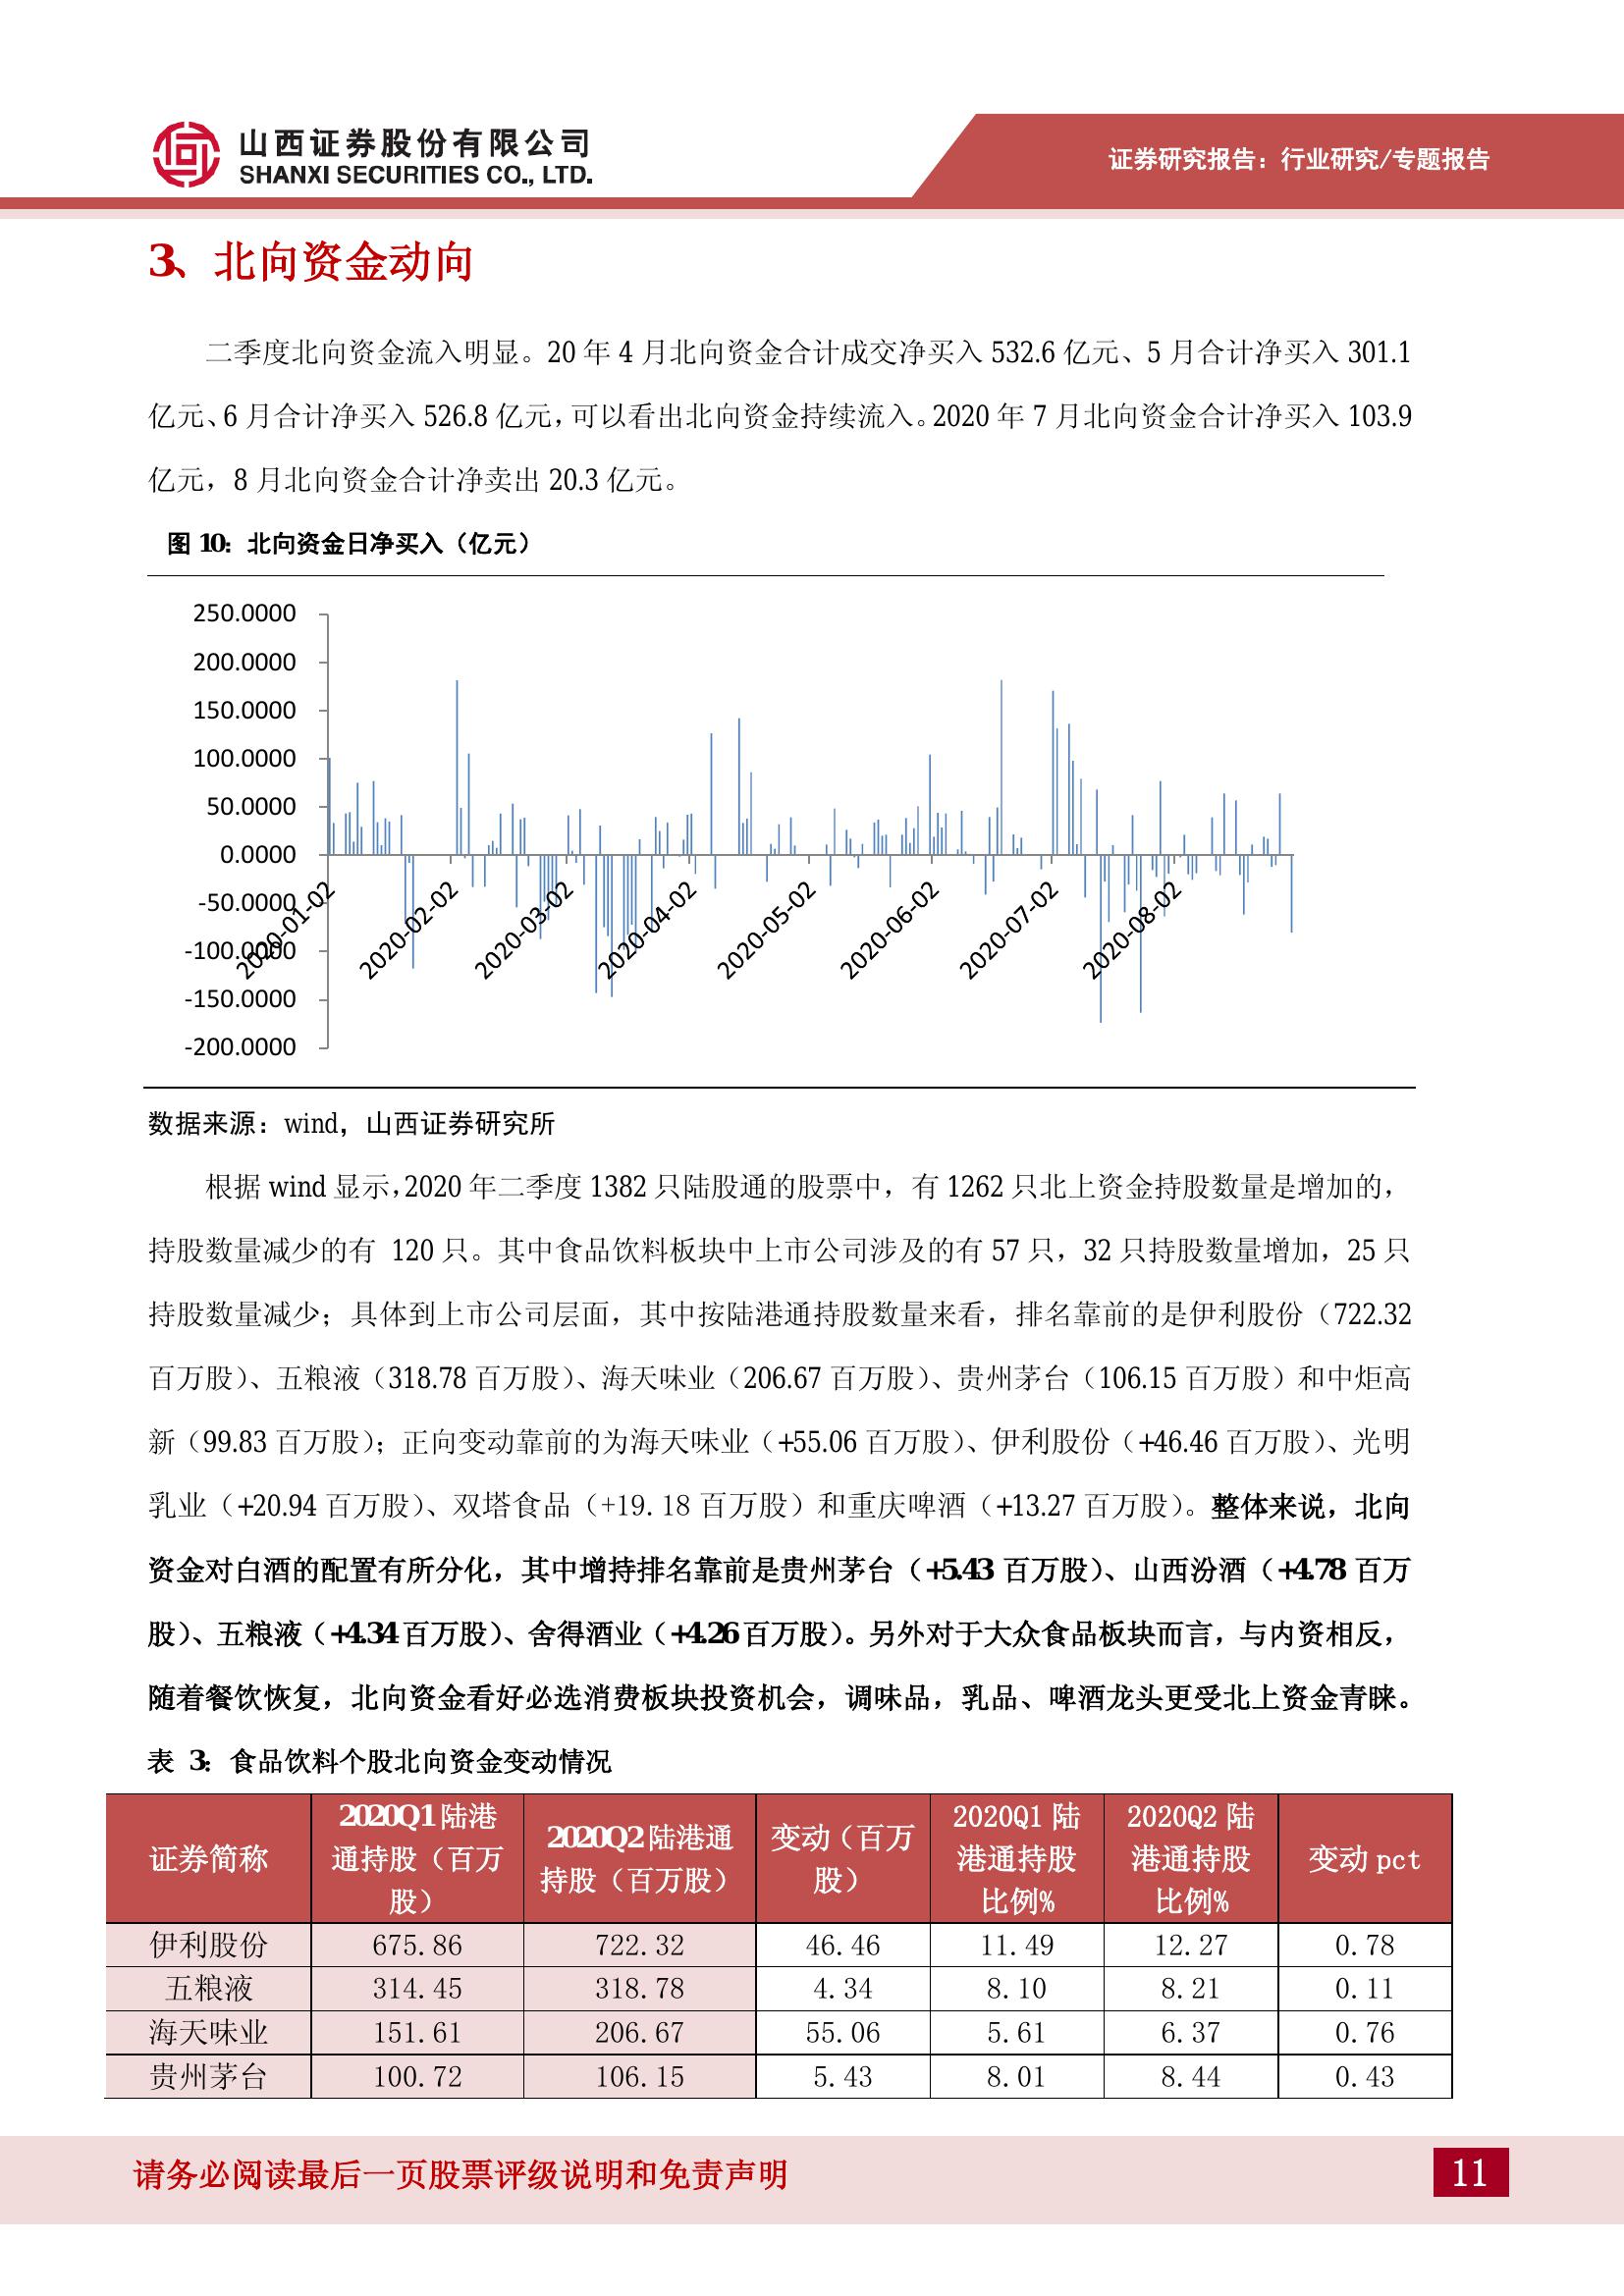 山西证券股份有限公司
SHANXI SECURITIES CO., LTD.
证券研究报告：行业研究/专题报告
3、北向资金动向
二季度北向资金流入明显。20 年 4 月北向资金合计成交净买入 532.6 亿元、5 月合计净买入 301.1
亿元、6 月合计净买入 526.8 亿元，可以看出北向资金持续流入。2020 年 7 月北向资金合计净买入 103.9
亿元，8 月北向资金合计净卖出 20.3 亿元。
图 10：北向资金日净买入（亿元）
250.0000
200.0000
150.0000
100.0000
50.0000
0.0000
-50.0000
-100.0000
-150.0000
-200.0000
2020-01-02
2020-02-02
2020-03-02
2020-04-02
2020-05-02
2020-06-02
2020-07-02
2020-08-02
数据来源：wind，山西证券研究所
根据 wind 显示，2020 年二季度 1382 只陆股通的股票中，有 1262 只北上资金持股数量是增加的，
持股数量减少的有 120 只。其中食品饮料板块中上市公司涉及的有 57 只，32 只持股数量增加，25 只
持股数量减少；具体到上市公司层面，其中按陆港通持股数量来看，排名靠前的是伊利股份（722.32
百万股）、五粮液（318.78 百万股）、海天味业（206.67 百万股）、贵州茅台（106.15 百万股）和中炬高
新（99.83 百万股）；正向变动靠前的为海天味业（+55.06 百万股）、伊利股份（+46.46 百万股）、光明
乳业（+20.94 百万股）、双塔食品（+19.18 百万股）和重庆啤酒（+13.27 百万股）。整体来说，北向
资金对白酒的配置有所分化，其中增持排名靠前是贵州茅台（+5.43 百万股）、山西汾酒（+4.78 百万
股）、五粮液（+4.34 百万股）、舍得酒业（+4.26 百万股）。另外对于大众食品板块而言，与内资相反，
随着餐饮恢复，北向资金看好必选消费板块投资机会，调味品，乳品、啤酒龙头更受北上资金青睐。
表 3：食品饮料个股北向资金变动情况
证券简称 2020Q1 陆港通持股（百万股） 2020Q2 陆港通持股（百万股） 变动（百万股） 2020Q1 陆港通持股比例% 2020Q2 陆港通持股比例% 变动 pct
伊利股份 675.86 722.32 46.46 11.49 12.27 0.78
五粮液 314.45 318.78 4.34 8.10 8.21 0.11
海天味业 151.61 206.67 55.06 5.61 6.37 0.76
贵州茅台 100.72 106.15 5.43 8.01 8.44 0.43
请务必阅读最后一页股票评级说明和免责声明
11